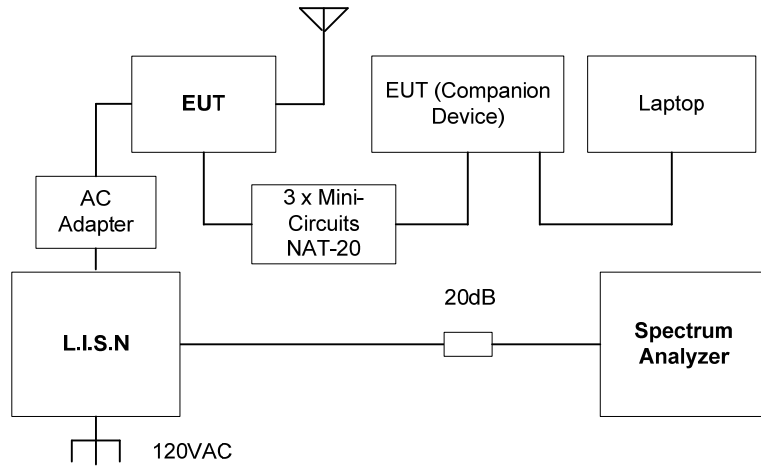 EUT
EUT (Companion
Device)
Laptop
AC
Adapter
3 x Mini-
Circuits
NAT-20
20dB
L.I.S.N
Spectrum
Analyzer
120VAC